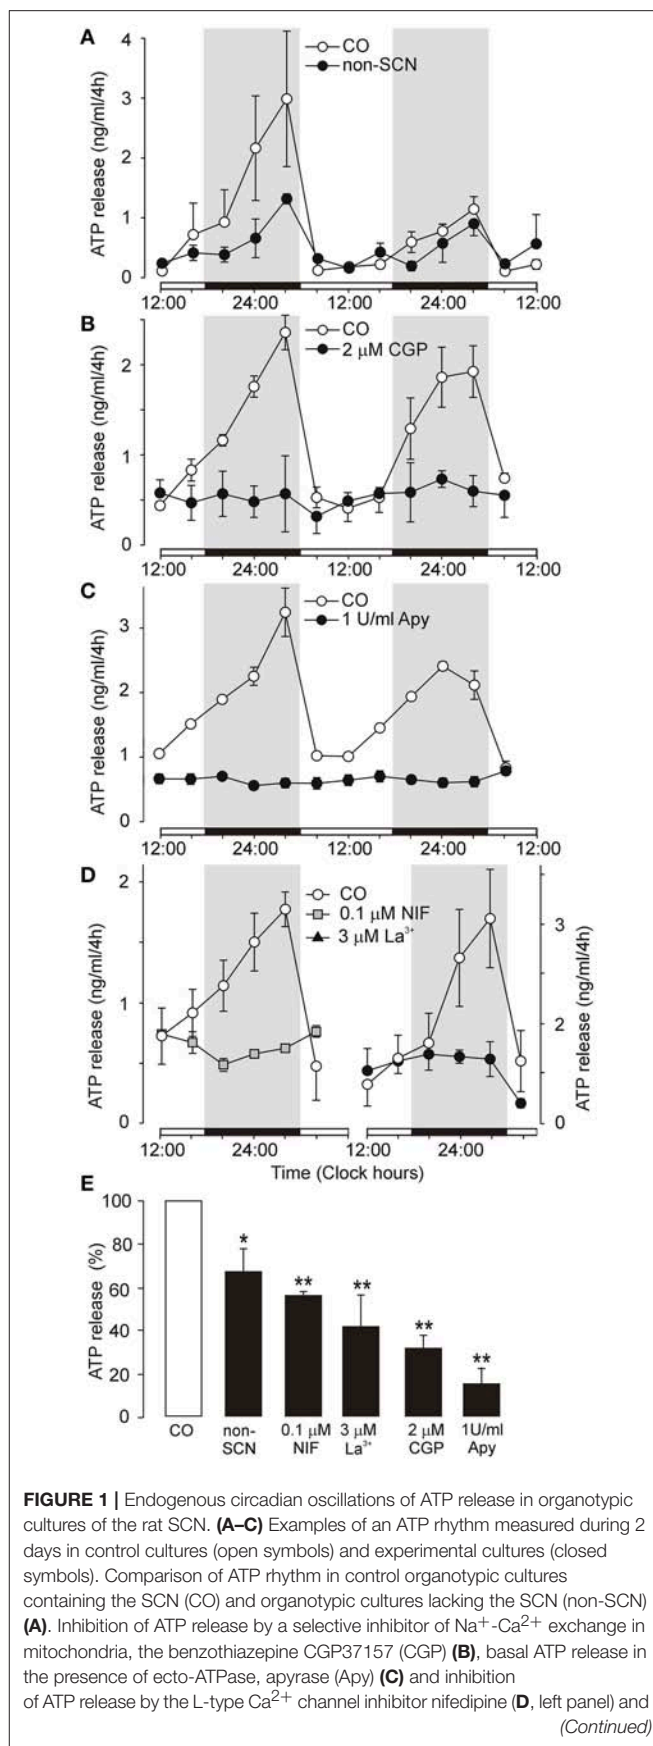 A
CO
non-SCN
ATP release (ng/ml/4h)
4
3
2
1
0
12:00 24:00 12:00 24:00 12:00
B
CO
2 µM CGP
ATP release (ng/ml/4h)
2
1
0
12:00 24:00 12:00 24:00 12:00
C
CO
1 U/ml Apy
ATP release (ng/ml/4h)
3
2
1
0
12:00 24:00 12:00 24:00 12:00
D
CO
0.1 µM NIF
3 µM La³⁺
ATP release (ng/ml/4h)
2
1
0
3
2
3
ATP release (ng/ml/4h)
12:00 24:00 12:00 24:00
Time (Clock hours)
E
ATP release (%)
100
80
60
40
20
0
* ** ** ** **
CO non- 0.1 µM 3 µM 2 µM 1U/ml
SCN NIF La³⁺ CGP Apy
FIGURE 1 | Endogenous circadian oscillations of ATP release in organotypic
cultures of the rat SCN. (A–C) Examples of an ATP rhythm measured during 2
days in control cultures (open symbols) and experimental cultures (closed
symbols). Comparison of ATP rhythm in control organotypic cultures
containing the SCN (CO) and organotypic cultures lacking the SCN (non-SCN)
(A). Inhibition of ATP release by a selective inhibitor of Na⁺-Ca²⁺ exchange in
mitochondria, the benzothiazepine CGP37157 (CGP) (B), basal ATP release in
the presence of ecto-ATPase, apyrase (Apy) (C) and inhibition
of ATP release by the L-type Ca²⁺ channel inhibitor nifedipine (D, left panel) and
(Continued)